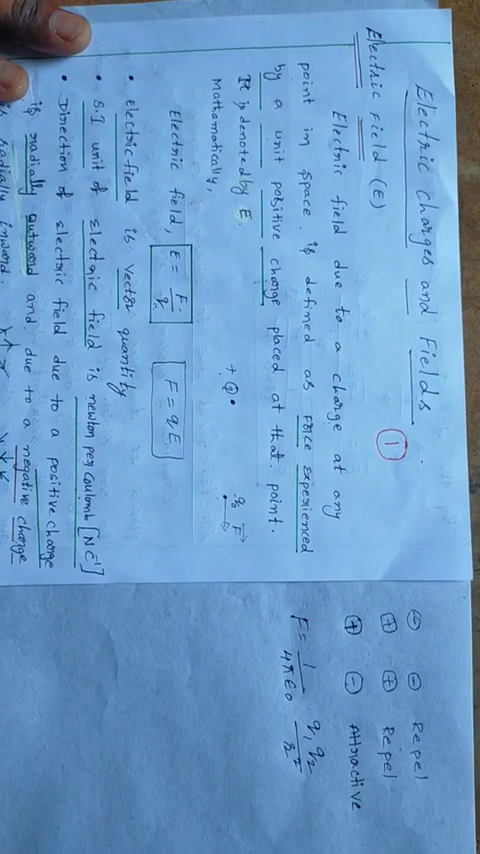 Electric Charges and Fields.
1
Electric Field (E)
Electric field due to a charge at any
point in space is defined as Force experienced
by a unit positive charge placed at that point.
It is denoted by E.
Mathematically,
+Q
q₀ F
Electric field, E = F/q F = qE
• Electric field is vector quantity
• S.I unit of electric field is newton per coulomb [NC⁻¹]
• Direction of electric field due to a positive charge
is radially outward and due to a negative charge
is radially inward.
⊖ ⊖ Repel
⊕ ⊕ Repel
⊕ ⊖ Attractive
F = 1/4πε₀ q₁q₂/r²